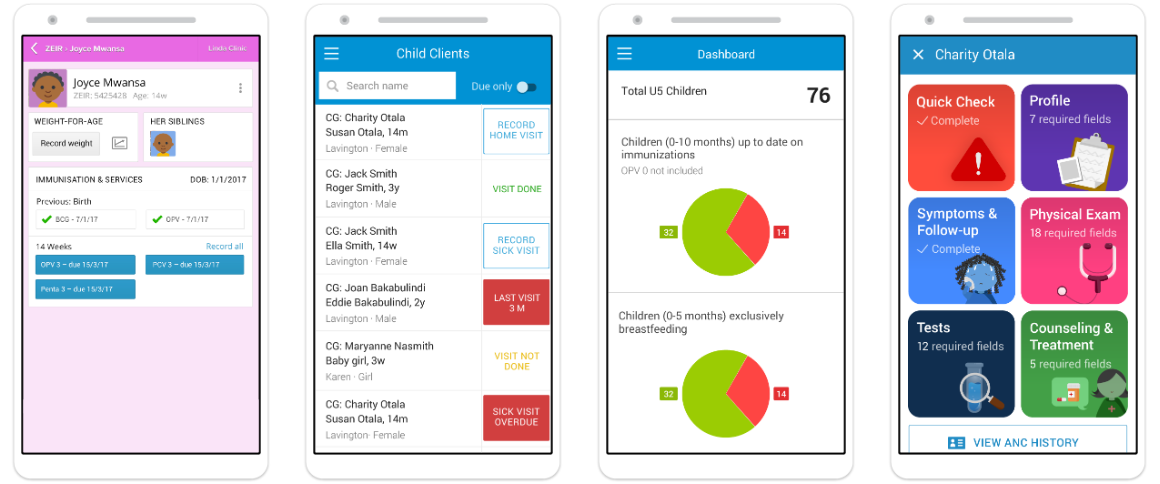 ZEIR - Joyce Mwansa
Linda Clinic
Joyce Mwansa
ZEIR: 5425428 Age: 14w
WEIGHT-FOR-AGE
Record weight
HER SIBLINGS
IMMUNISATION & SERVICES
DOB: 1/1/2017
Previous: Birth
BCG - 7/1/17
OPV - 7/1/17
14 Weeks
Record all
OPV 3 – due 15/3/17
PCV 3 – due 15/3/17
Penta 3 – due 15/3/17
Child Clients
Search name
Due only
CG: Charity Otala
Susan Otala, 14m
Lavington · Female
RECORD
HOME VISIT
CG: Jack Smith
Roger Smith, 3y
Lavington · Male
VISIT DONE
CG: Jack Smith
Ella Smith, 14w
Lavington · Female
RECORD
SICK VISIT
CG: Joan Bakabulindi
Eddie Bakabulindi, 2y
Lavington · Male
LAST VISIT
3 M
CG: Maryanne Nasmith
Baby girl, 3w
Karen · Girl
VISIT NOT
DONE
CG: Charity Otala
Susan Otala, 14m
Lavington· Female
SICK VISIT
OVERDUE
Dashboard
Total U5 Children
76
Children (0-10 months) up to date on
immunizations
OPV 0 not included
32
14
Children (0-5 months) exclusively
breastfeeding
32
14
Charity Otala
Quick Check
Complete
Profile
7 required fields
Symptoms &
Follow-up
Complete
Physical Exam
18 required fields
Tests
12 required fields
Counseling &
Treatment
5 required fields
VIEW ANC HISTORY